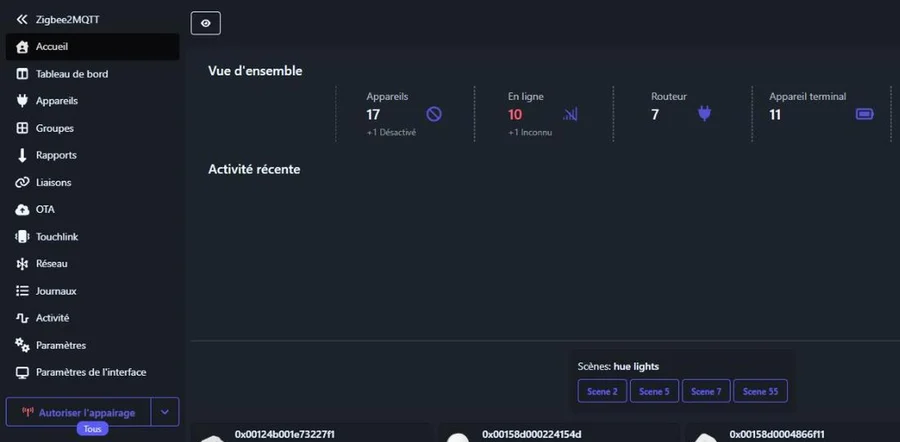 Zigbee2MQTT
Accueil
Tableau de bord
Appareils
Groupes
Rapports
Liaisons
OTA
Touchlink
Réseau
Journaux
Activité
Paramètres
Paramètres de l'interface
Autoriser l'appairage
Tous
Vue d'ensemble
Appareils
17
+1 Désactivé
En ligne
10
+1 Inconnu
Routeur
7
Appareil terminal
11
Activité récente
Scènes: hue lights
Scene 2 Scene 5 Scene 7 Scene 35
0x00124b001e73227f1 0x00158d000224154d 0x00158d0004866f11